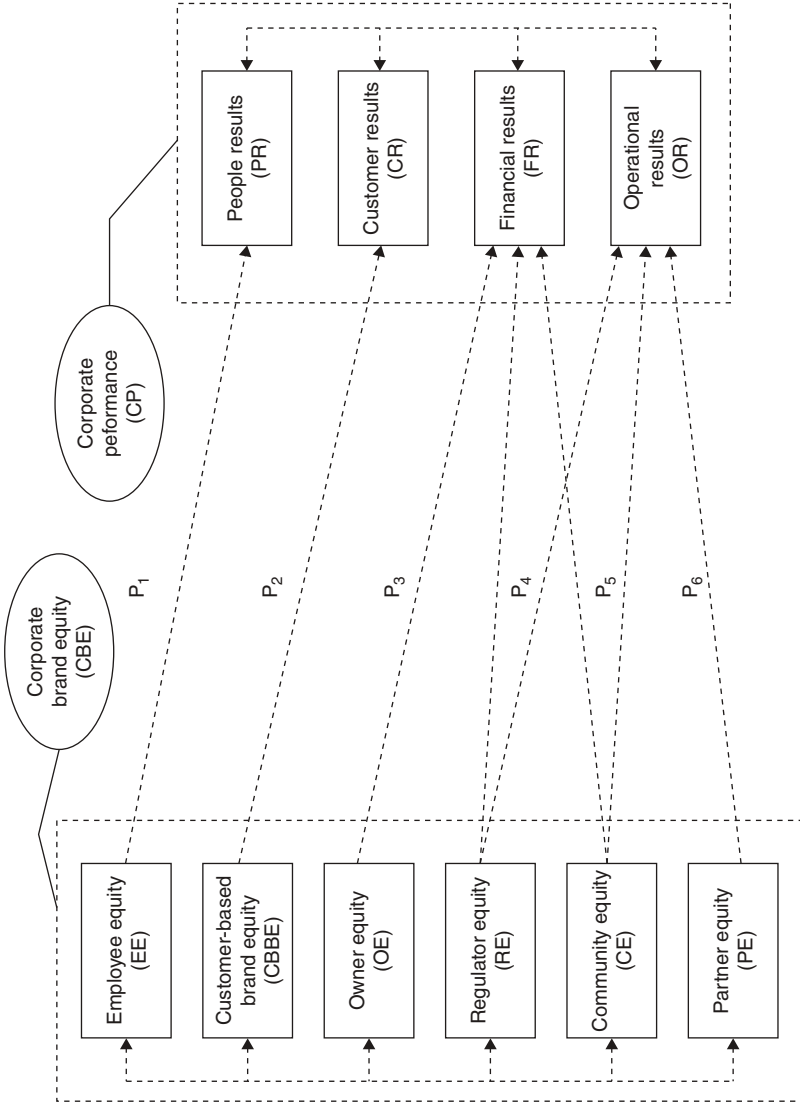 Corporate
brand equity
(CBE)
Corporate
peformance
(CP)
Employee equity
(EE)
Customer-based
brand equity
(CBBE)
Owner equity
(OE)
Regulator equity
(RE)
Community equity
(CE)
Partner equity
(PE)
P1
P2
P3
P4
P5
P6
People results
(PR)
Customer results
(CR)
Financial results
(FR)
Operational
results
(OR)